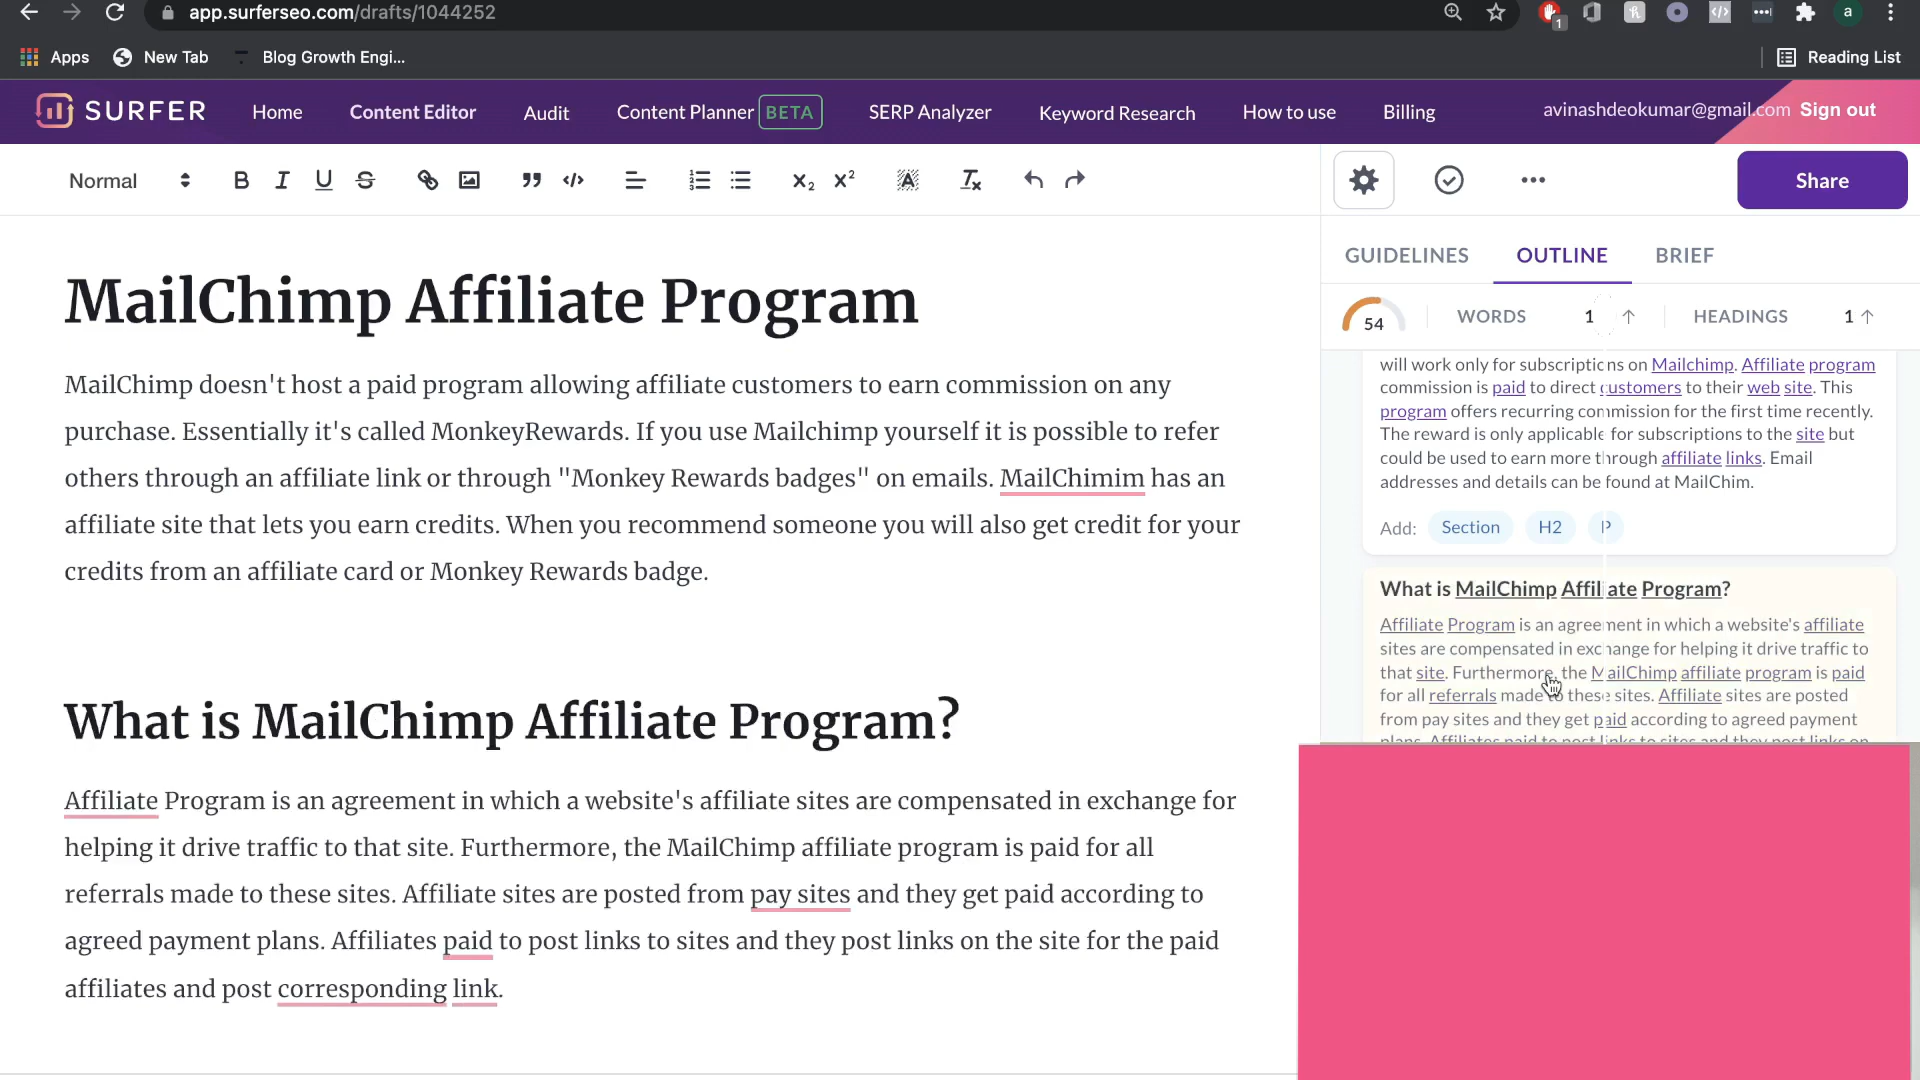 app.surferseo.com/drafts/1044252
1
a
Apps
New Tab
Blog Growth Engi...
Reading List
SURFER
Home
Content Editor
Audit
Content Planner BETA
SERP Analyzer
Keyword Research
How to use
Billing
avinashdeokumar@gmail.com
Sign out
Normal
Share
MailChimp Affiliate Program
MailChimp doesn't host a paid program allowing affiliate customers to earn commission on any
purchase. Essentially it's called MonkeyRewards. If you use Mailchimp yourself it is possible to refer
others through an affiliate link or through "Monkey Rewards badges" on emails. MailChimim has an
affiliate site that lets you earn credits. When you recommend someone you will also get credit for your
credits from an affiliate card or Monkey Rewards badge.
What is MailChimp Affiliate Program?
Affiliate Program is an agreement in which a website's affiliate sites are compensated in exchange for
helping it drive traffic to that site. Furthermore, the MailChimp affiliate program is paid for all
referrals made to these sites. Affiliate sites are posted from pay sites and they get paid according to
agreed payment plans. Affiliates paid to post links to sites and they post links on the site for the paid
affiliates and post corresponding link.
GUIDELINES
OUTLINE
BRIEF
54
WORDS
1 ↑
HEADINGS
1 ↑
will work only for subscriptions on Mailchimp. Affiliate program
commission is paid to direct customers to their web site. This
program offers recurring commission for the first time recently.
The reward is only applicable for subscriptions to the site but
could be used to earn more through affiliate links. Email
addresses and details can be found at MailChim.
Add: Section H2 P
What is MailChimp Affiliate Program?
Affiliate Program is an agreement in which a website's affiliate
sites are compensated in exchange for helping it drive traffic to
that site. Furthermore, the MailChimp affiliate program is paid
for all referrals made to these sites. Affiliate sites are posted
from pay sites and they get paid according to agreed payment
plans. Affiliates paid to post links to sites and they post links on